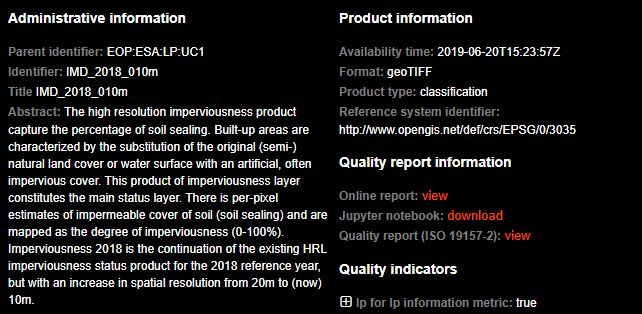 Administrative information
Parent identifier: EOP:ESA:LP:UC1
Identifier: IMD_2018_010m
Title IMD_2018_010m
Abstract: The high resolution imperviousness product
capture the percentage of soil sealing. Built-up areas are
characterized by the substitution of the original (semi-)
natural land cover or water surface with an artificial, often
impervious cover. This product of imperviousness layer
constitutes the main status layer. There is per-pixel
estimates of impermeable cover of soil (soil sealing) and are
mapped as the degree of imperviousness (0-100%).
Imperviousness 2018 is the continuation of the existing HRL
imperviousness status product for the 2018 reference year,
but with an increase in spatial resolution from 20m to (now)
10m.
Product information
Availability time: 2019-06-20T15:23:57Z
Format: geoTIFF
Product type: classification
Reference system identifier:
http://www.opengis.net/def/crs/EPSG/0/3035
Quality report information
Online report: view
Jupyter notebook: download
Quality report (ISO 19157-2): view
Quality indicators
lp for lp information metric: true